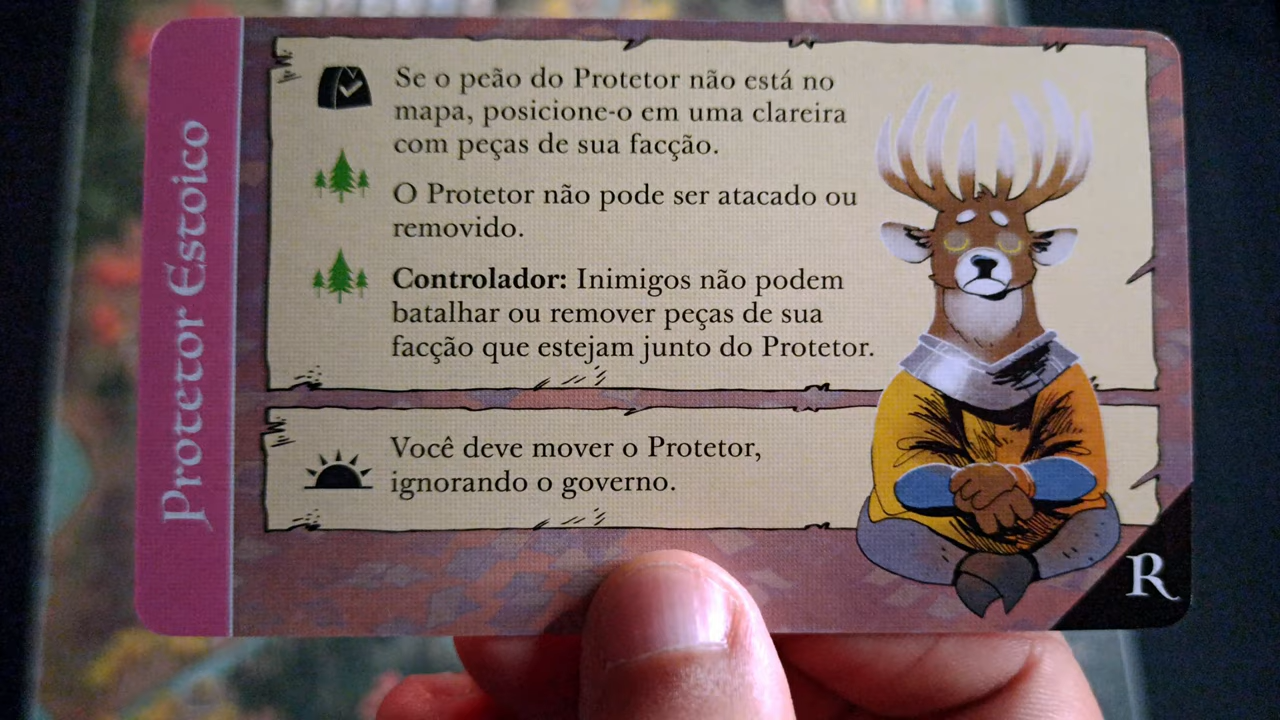 Protetor Estoico
Se o peão do Protetor não está no
mapa, posicione-o em uma clareira
com peças de sua facção.
O Protetor não pode ser atacado ou
removido.
Controlador: Inimigos não podem
batalhar ou remover peças de sua
facção que estejam junto do Protetor.
Você deve mover o Protetor,
ignorando o governo.
R